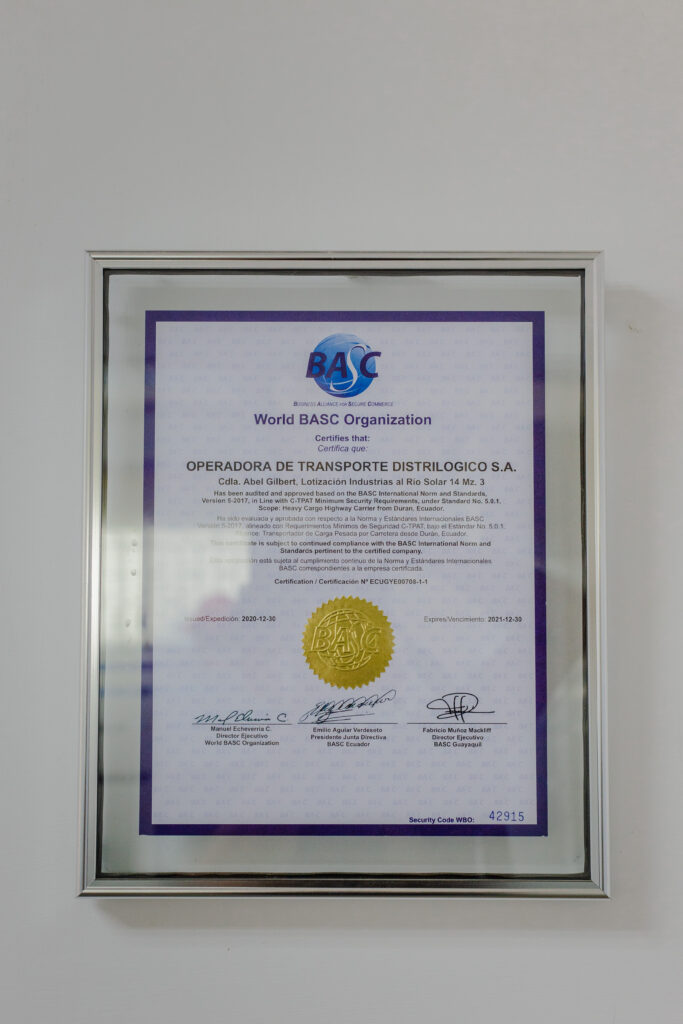 BASC
BUSINESS ALLIANCE FOR SECURE COMMERCE
World BASC Organization
Certifies that:
Certifica que:
OPERADORA DE TRANSPORTE DISTRILOGICO S.A.
Cdla. Abel Gilbert, Lotización Industrias al Río Solar 14 Mz. 3
Has been audited and approved based on the BASC International Norm and Standards,
Version 5-2017, in Line with C-TPAT Minimum Security Requirements, under Standard No. 5.0.1.
Scope: Heavy Cargo Highway Carrier from Duran, Ecuador.
Ha sido evaluada y aprobada con respecto a la Norma y Estándares Internacionales BASC
Versión 5-2017, alineado con Requerimientos Mínimos de Seguridad C-TPAT, bajo el Estándar No. 5.0.1.
Alcance: Transportador de Carga Pesada por Carretera desde Durán, Ecuador.
This certificate is subject to continued compliance with the BASC International Norm and
Standards pertinent to the certified company.
Esta aprobación está sujeta al cumplimiento continuo de la Norma y Estándares Internacionales
BASC correspondientes a la empresa certificada.
Certification / Certificación Nº ECUGYE00708-1-1
Issued/Expedición: 2020-12-30
Expires/Vencimiento: 2021-12-30
BASC
Manuel Echeverría C.
Director Ejecutivo
World BASC Organization
Emilio Aguiar Verdesoto
Presidente Junta Directiva
BASC Ecuador
Fabricio Muñoz Mackliff
Director Ejecutivo
BASC Guayaquil
Security Code WBO: 42915